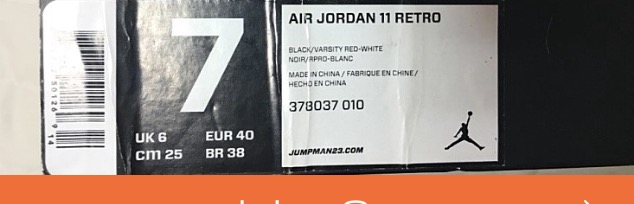 7
UK 6 EUR 40
cm 25 BR 38
AIR JORDAN 11 RETRO
BLACK/VARSITY RED-WHITE
NOIR/RPRO-BLANC
MADE IN CHINA / FABRIQUE EN CHINE /
HECHO EN CHINA
378037 010
JUMPMAN23.COM